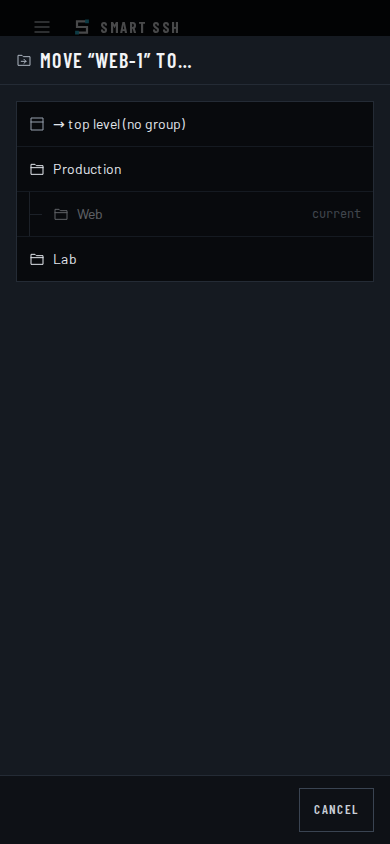 SMART SSH
MOVE “WEB-1” TO…
→ top level (no group)
Production
Web current
Lab
CANCEL